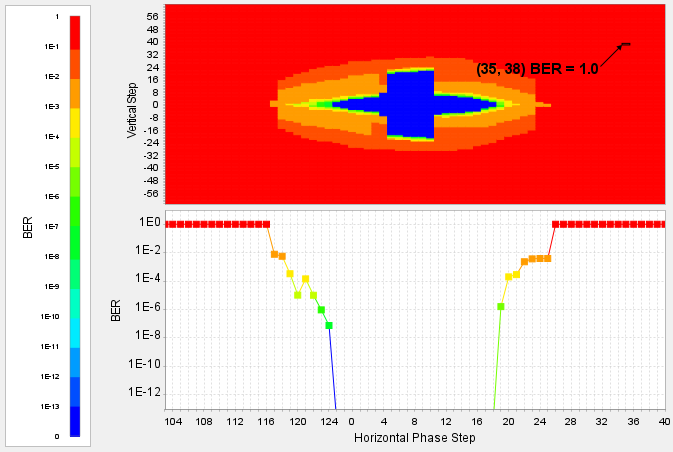 1
1E-1
1E-2
1E-3
1E-4
1E-5
1E-6
1E-7
1E-8
1E-9
1E-10
1E-11
1E-12
1E-13
0
BER
56
48
40
32
24
16
8
0
-8
-16
-24
-32
-40
-48
-56
Vertical Step
(35, 38) BER = 1.0
1E0
1E-2
1E-4
1E-6
1E-8
1E-10
1E-12
BER
104 108 112 116 120 124 0 4 8 12 16 20 24 28 32 36 40
Horizontal Phase Step